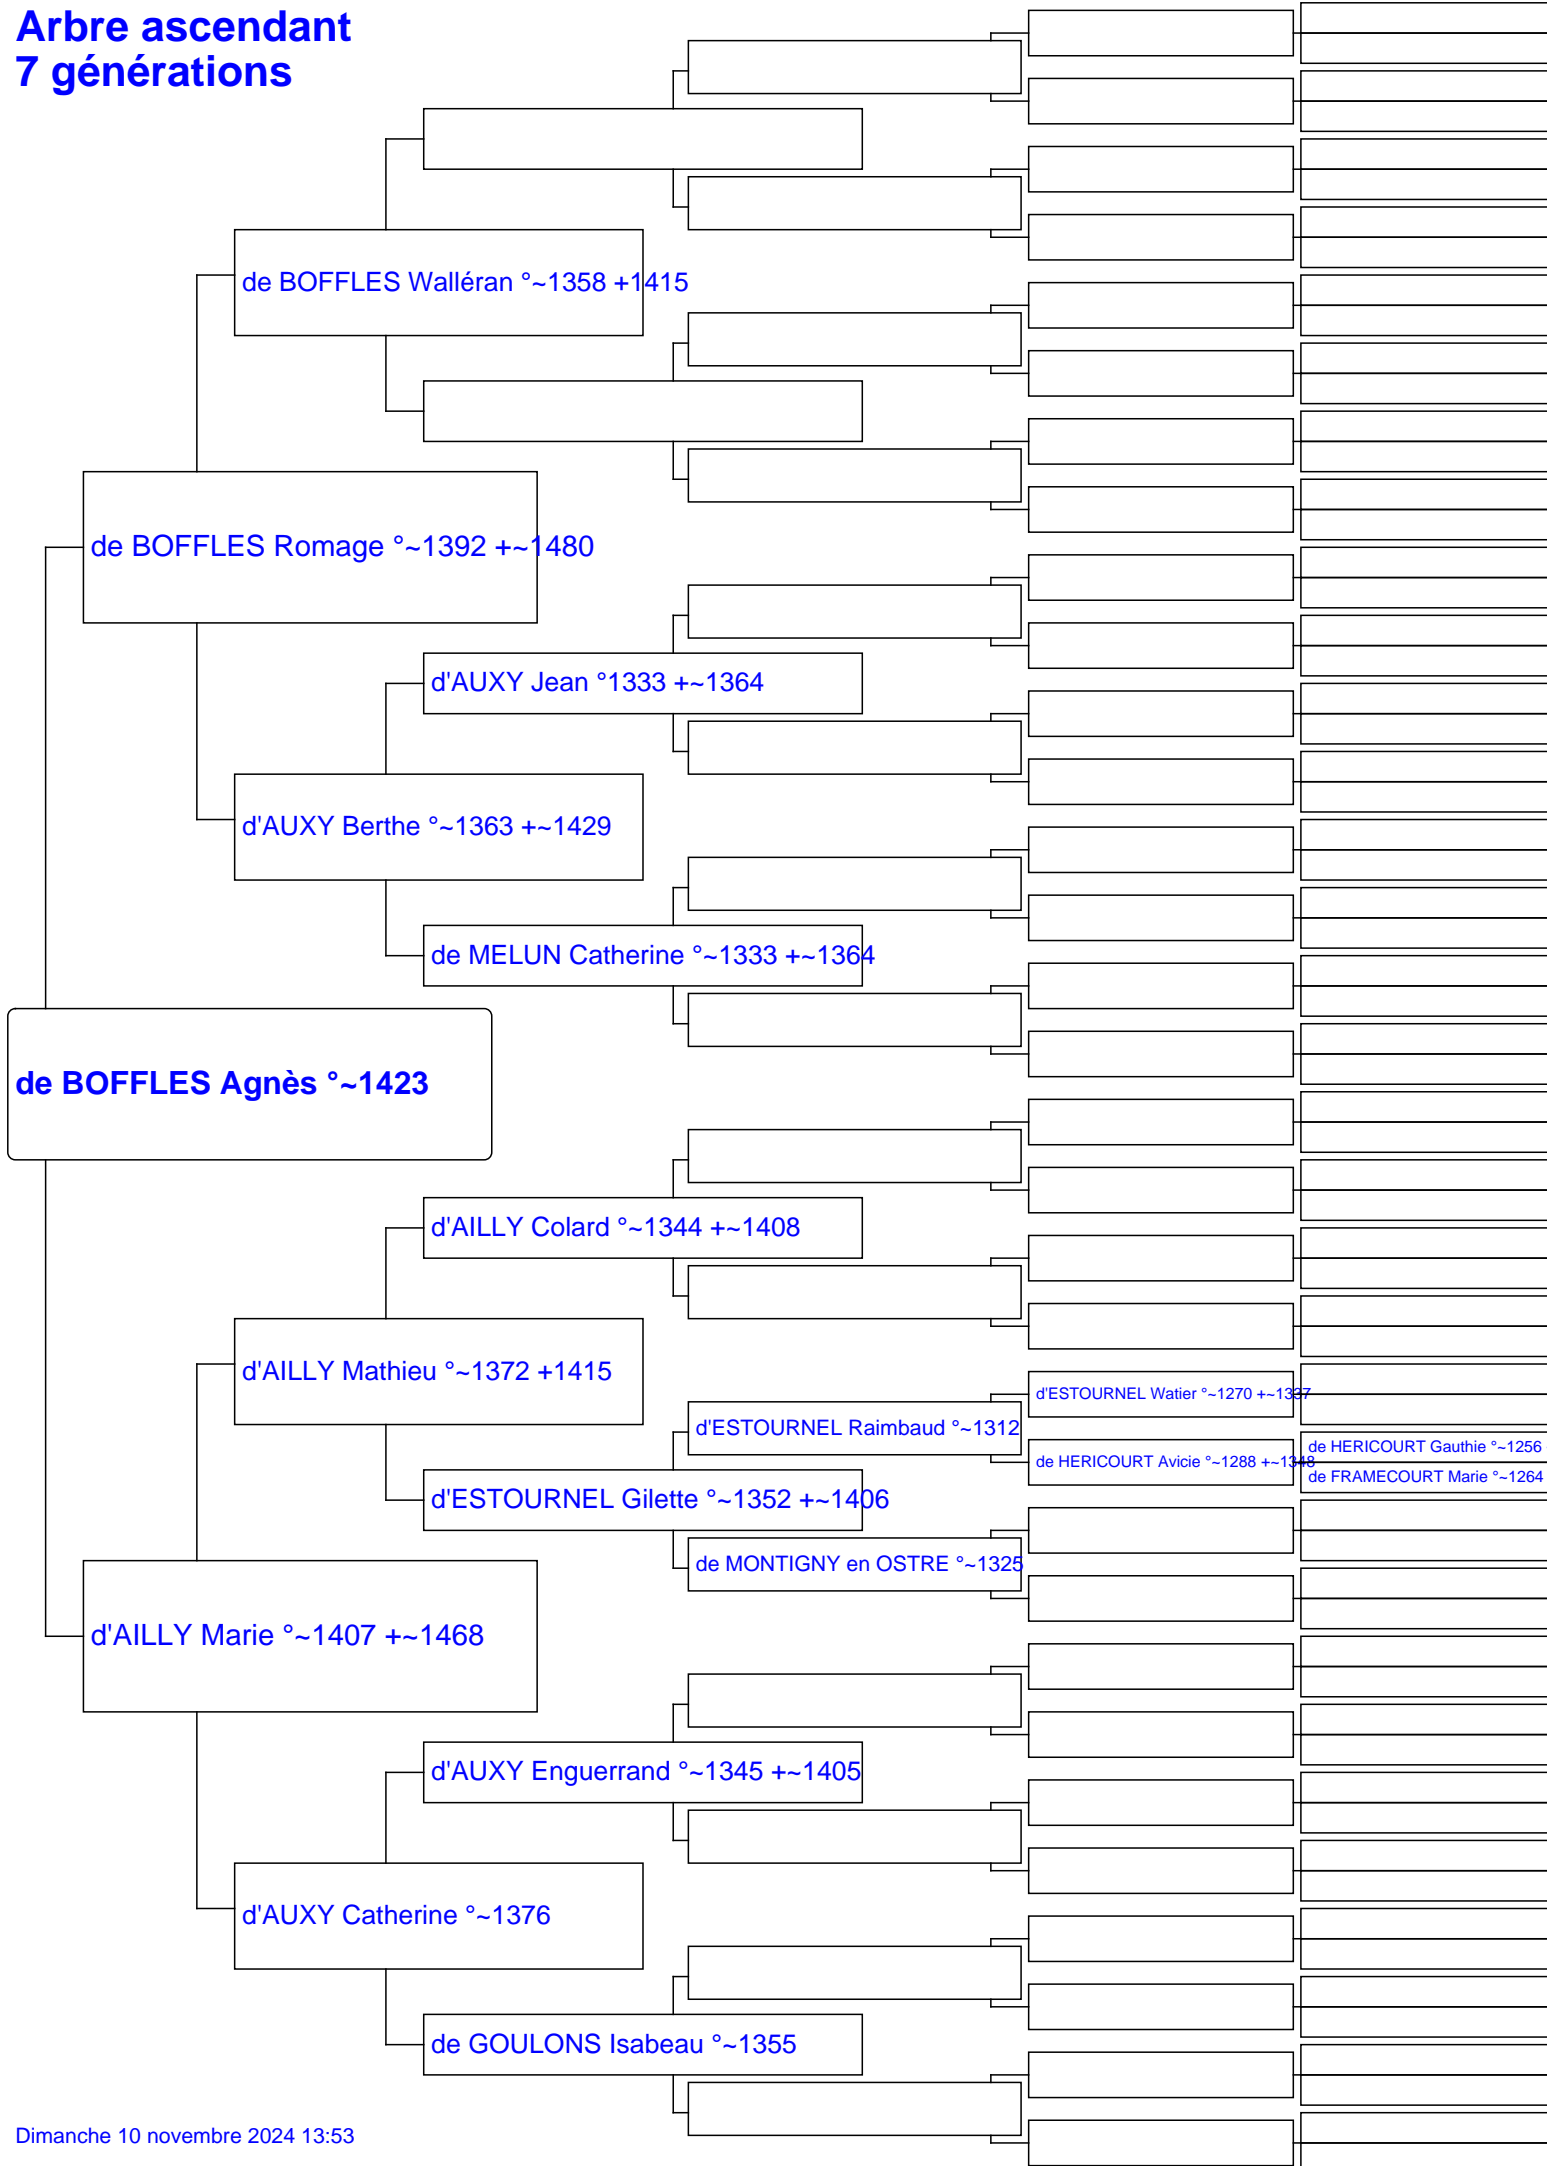 Arbre ascendant
7 générations
de BOFFLES Walléran °~1358 +1415
de BOFFLES Romage °~1392 +~1480
d'AUXY Jean °1333 +~1364
d'AUXY Berthe °~1363 +~1429
de MELUN Catherine °~1333 +~1364
de BOFFLES Agnès °~1423
d'AILLY Colard °~1344 +~1408
d'AILLY Mathieu °~1372 +1415
d'ESTOURNEL Watier °~1270 +~1337
d'ESTOURNEL Raimbaud °~1312
de HERICOURT Gauthie °~1256
de HERICOURT Avicie °~1288 +~1348
de FRAMECOURT Marie °~1264
d'ESTOURNEL Gilette °~1352 +~1406
de MONTIGNY en OSTRE °~1325
d'AILLY Marie °~1407 +~1468
d'AUXY Enguerrand °~1345 +~1405
d'AUXY Catherine °~1376
de GOULONS Isabeau °~1355
Dimanche 10 novembre 2024 13:53